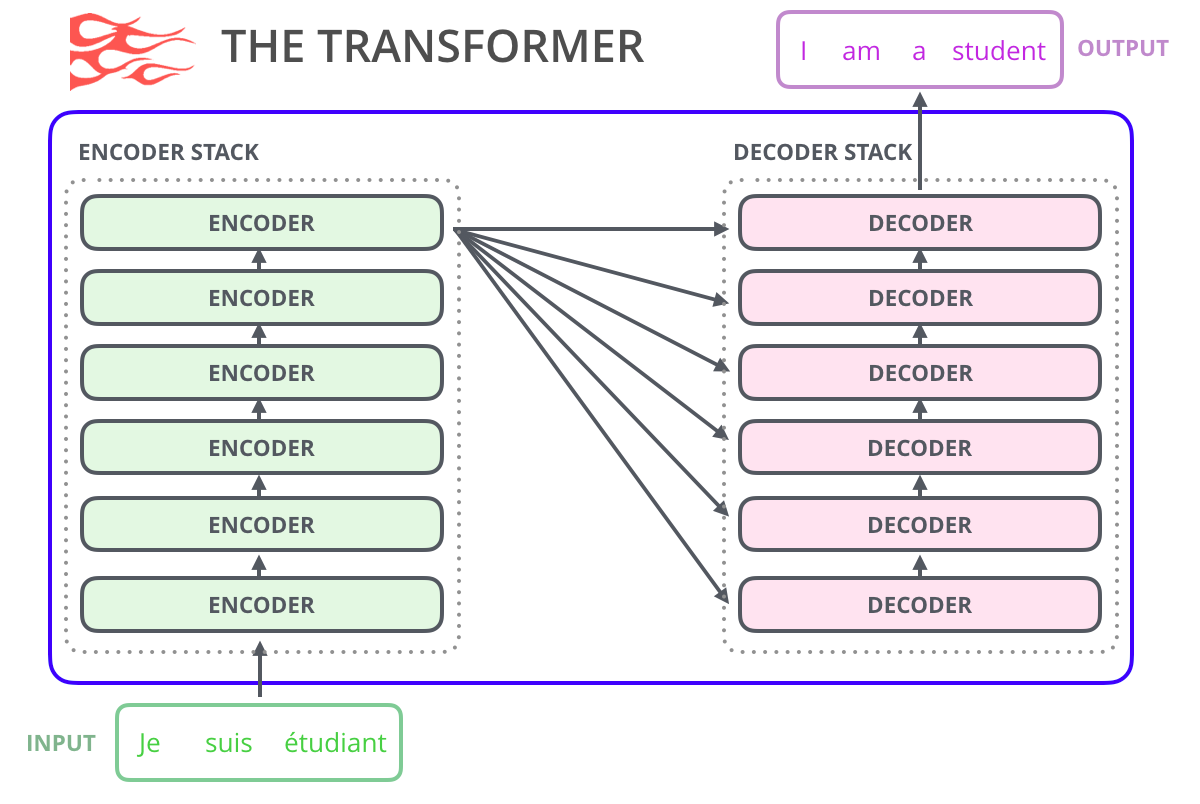 THE TRANSFORMER
I am a student
OUTPUT
ENCODER STACK
DECODER STACK
ENCODER
DECODER
ENCODER
DECODER
ENCODER
DECODER
ENCODER
DECODER
ENCODER
DECODER
ENCODER
DECODER
INPUT
Je suis étudiant